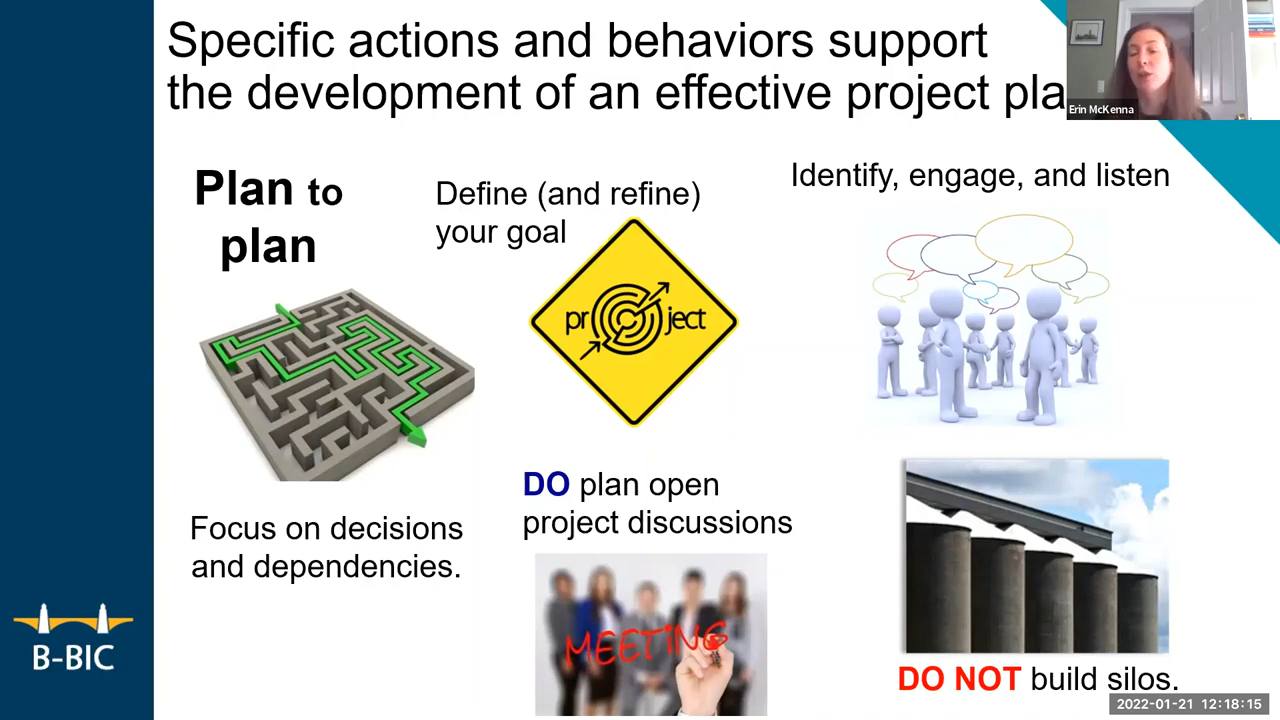 Specific actions and behaviors support
the development of an effective project pla
Erin McKenna
Plan to
plan
Define (and refine)
your goal
Identify, engage, and listen
pr ject
Focus on decisions
and dependencies.
DO plan open
project discussions
MEETING
DO NOT build silos.
B-BIC
2022-01-21 12:18:15